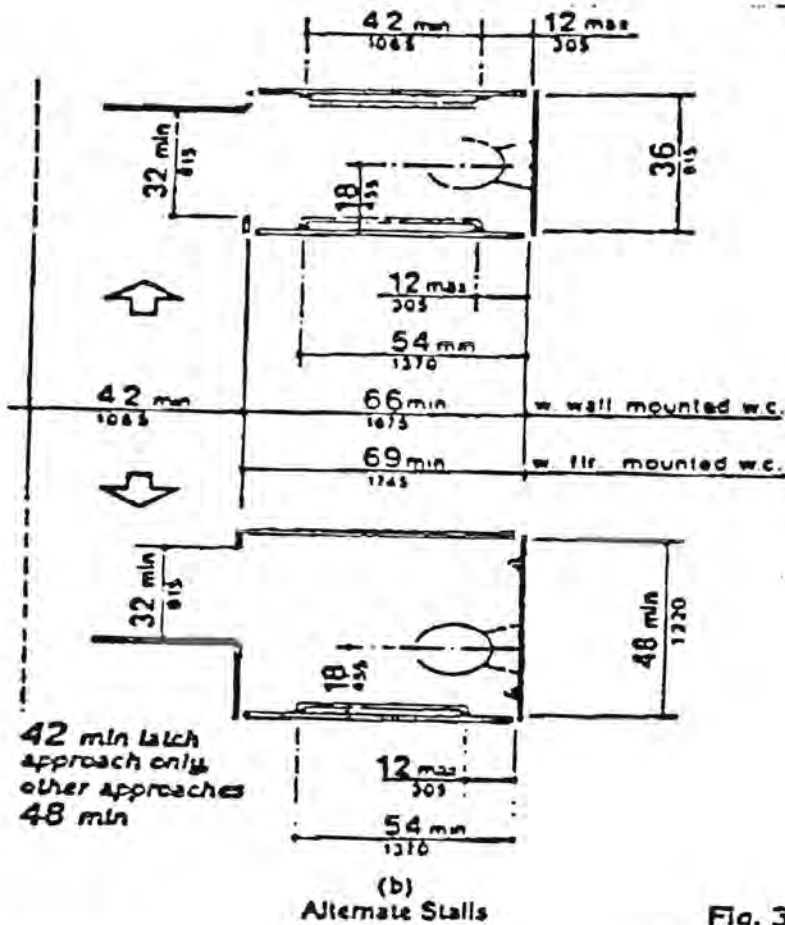 42 min 12 max
1065 305
32 min
815
18
455
36
815
12 max
305
54 min
1370
42 min 66 min w. wall mounted w.c.
1065 1675
69 min w. flr. mounted w.c.
1745
32 min
815
18
455
48 min
1220
42 min latch
approach only,
other approaches
48 min
12 max
305
54 min
1370
(b)
Alternate Stalls
Fig. 3